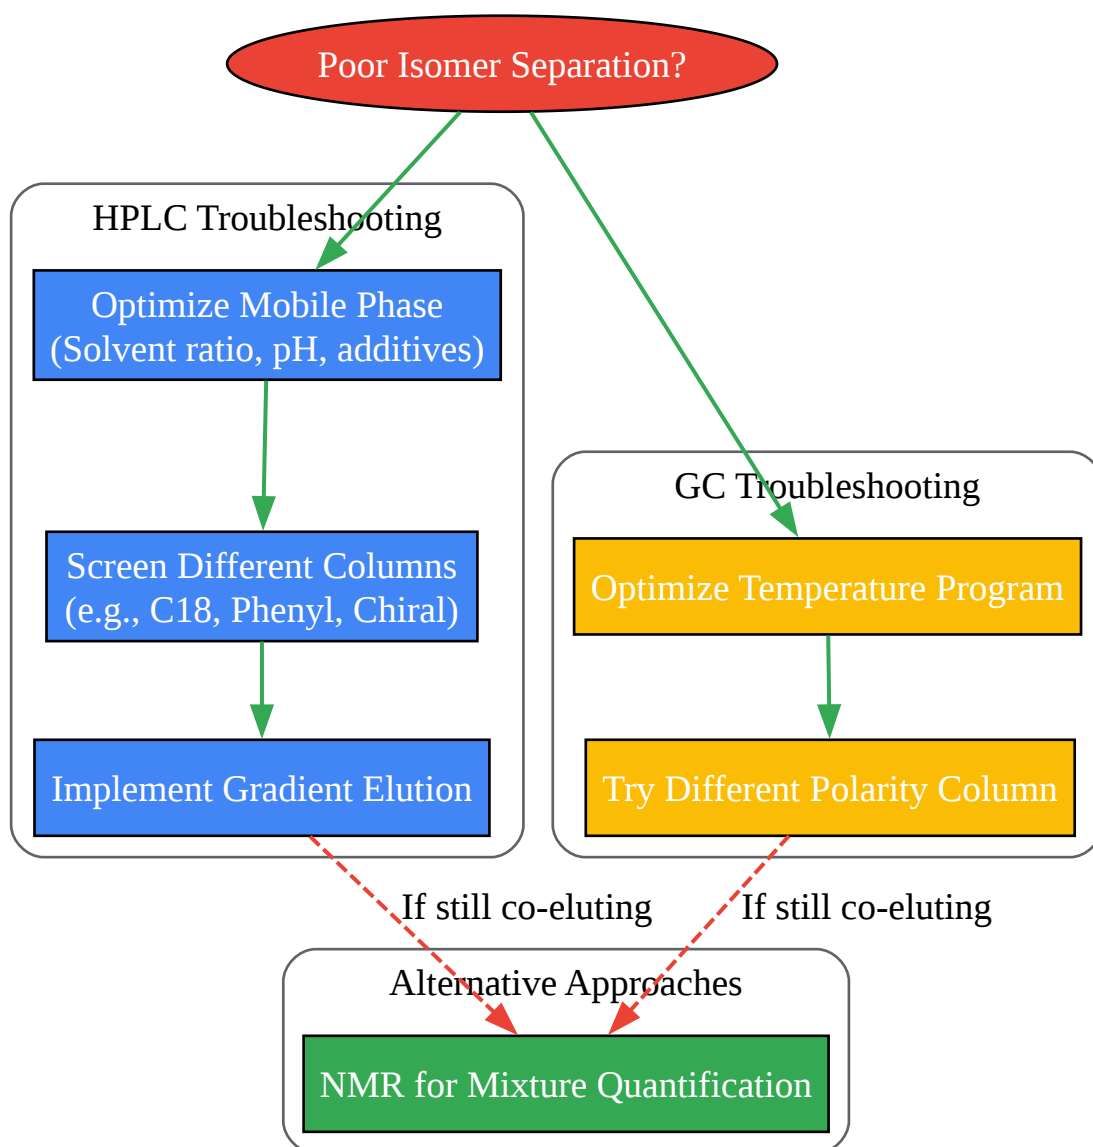 Poor Isomer Separation?
HPLC Troubleshooting
Optimize Mobile Phase
(Solvent ratio, pH, additives)
Screen Different Columns
(e.g., C18, Phenyl, Chiral)
Implement Gradient Elution
GC Troubleshooting
Optimize Temperature Program
Try Different Polarity Column
If still co-eluting
If still co-eluting
Alternative Approaches
NMR for Mixture Quantification